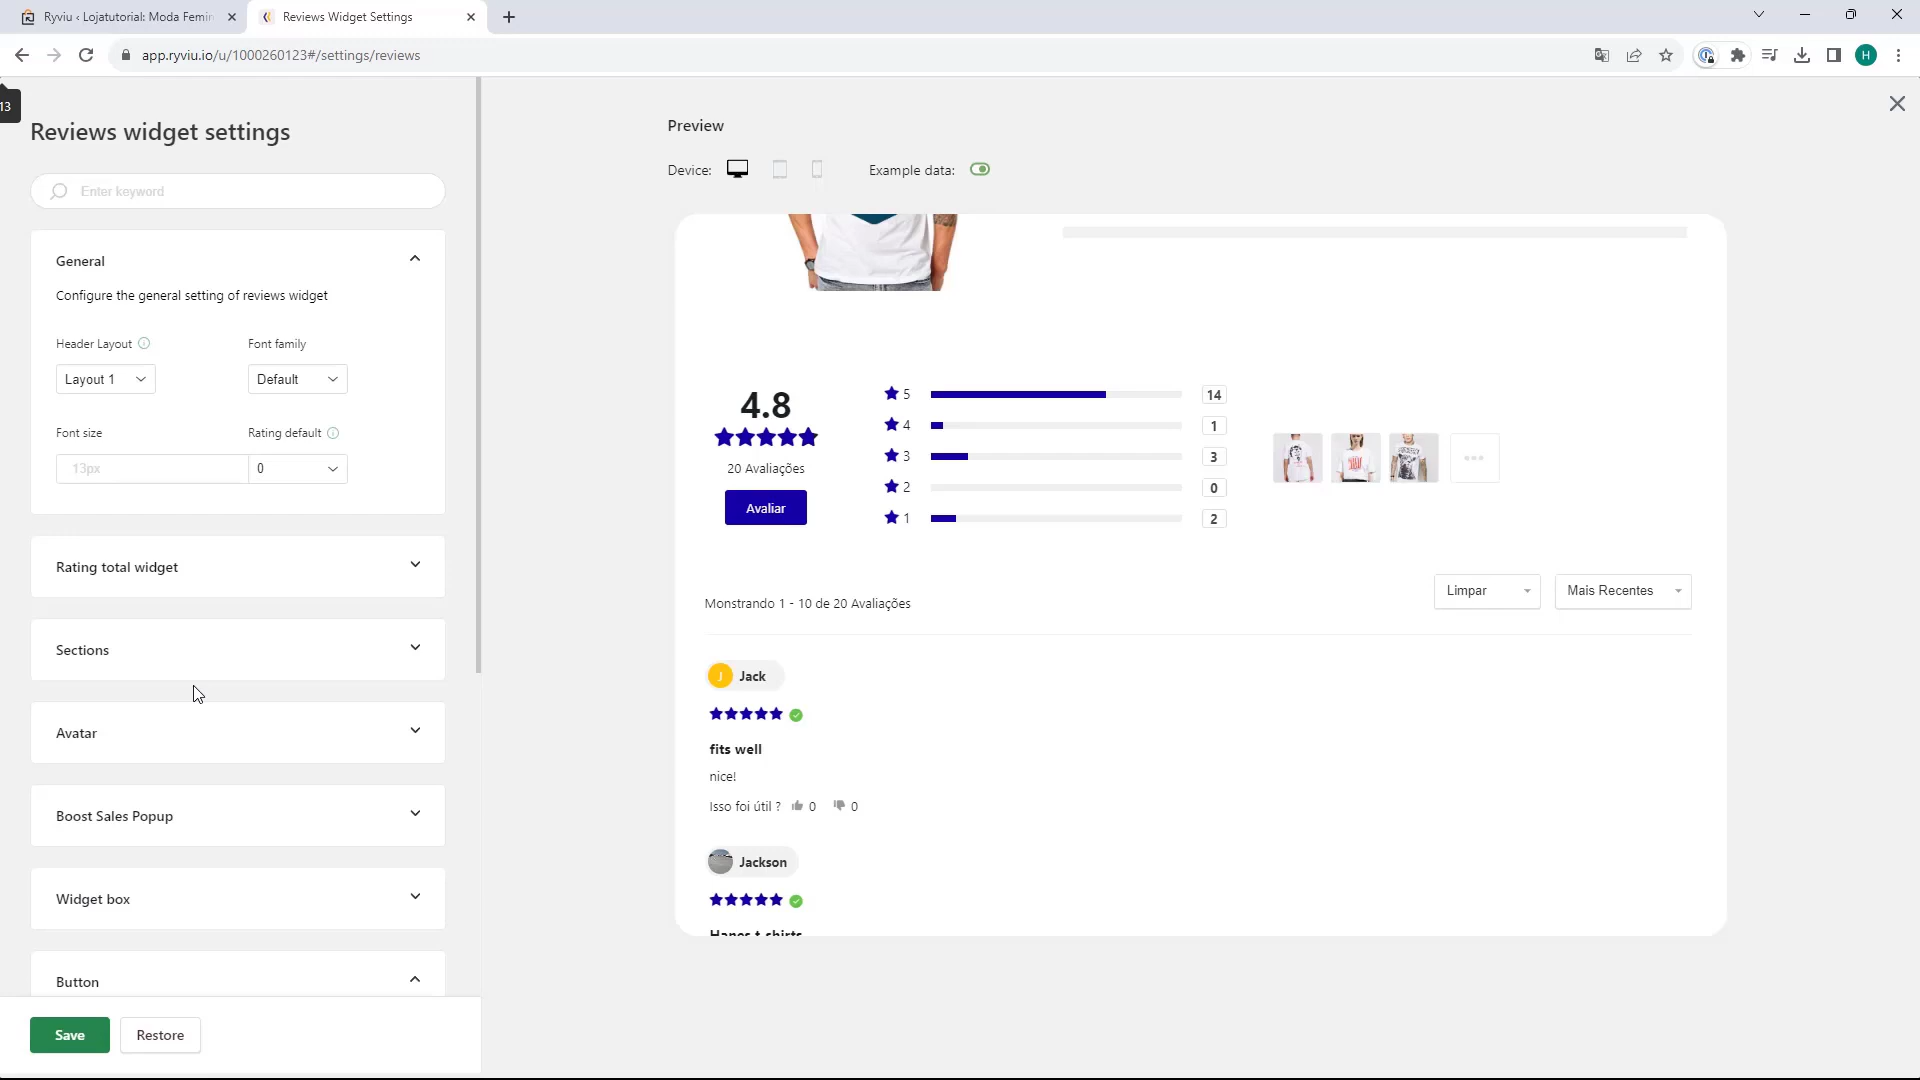 Ryviu ‹ Lojatutorial: Moda Femin
Reviews Widget Settings
app.ryviu.io/u/1000260123#/settings/reviews
H
13
Reviews widget settings
Enter keyword
General
Configure the general setting of reviews widget
Header Layout
Font family
Layout 1
Default
Font size
Rating default
13px
0
Rating total widget
Sections
Avatar
Boost Sales Popup
Widget box
Button
Save
Restore
Preview
Device:
Example data:
4.8
20 Avaliações
Avaliar
5
14
4
1
3
3
2
0
1
2
Monstrando 1 - 10 de 20 Avaliações
Limpar
Mais Recentes
J
Jack
fits well
nice!
Isso foi útil ? 0 0
Jackson
Hanes t-shirts